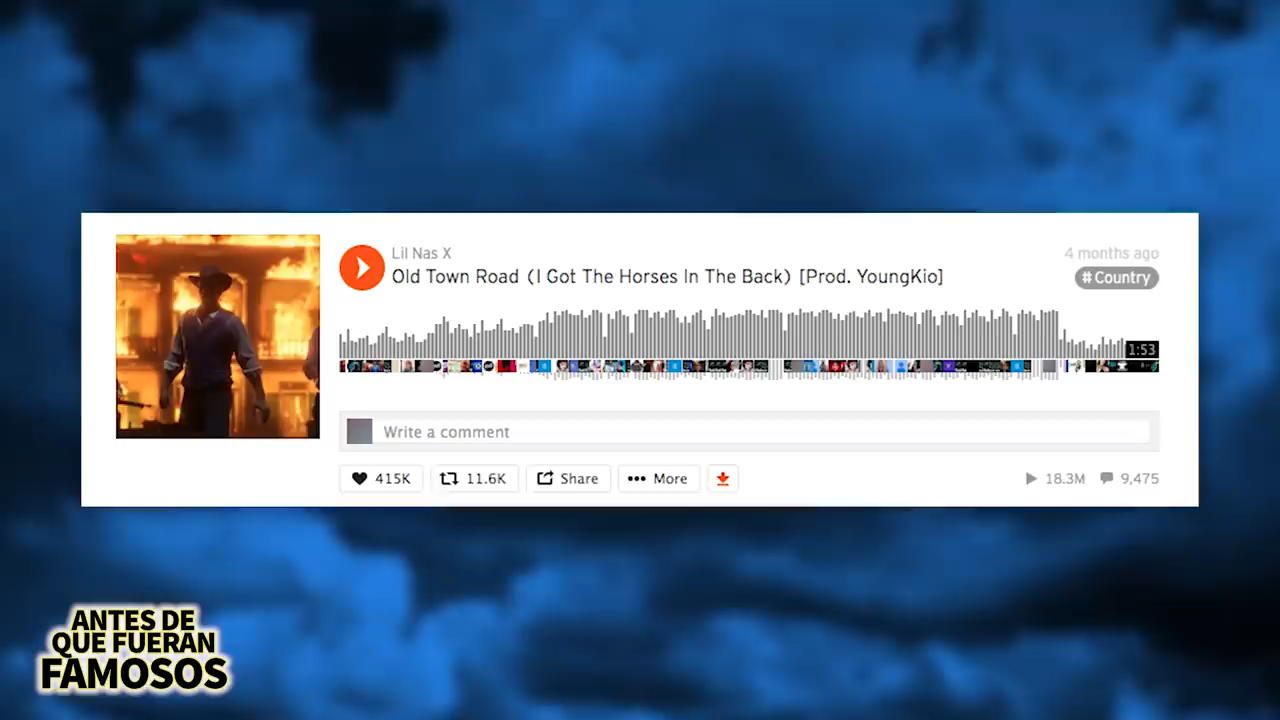 Lil Nas X
4 months ago
Old Town Road (I Got The Horses In The Back) [Prod. YoungKio]
#Country
1:53
Write a comment
415K
11.6K
Share
More
18.3M
9,475
ANTES DE
QUE FUERAN
FAMOSOS